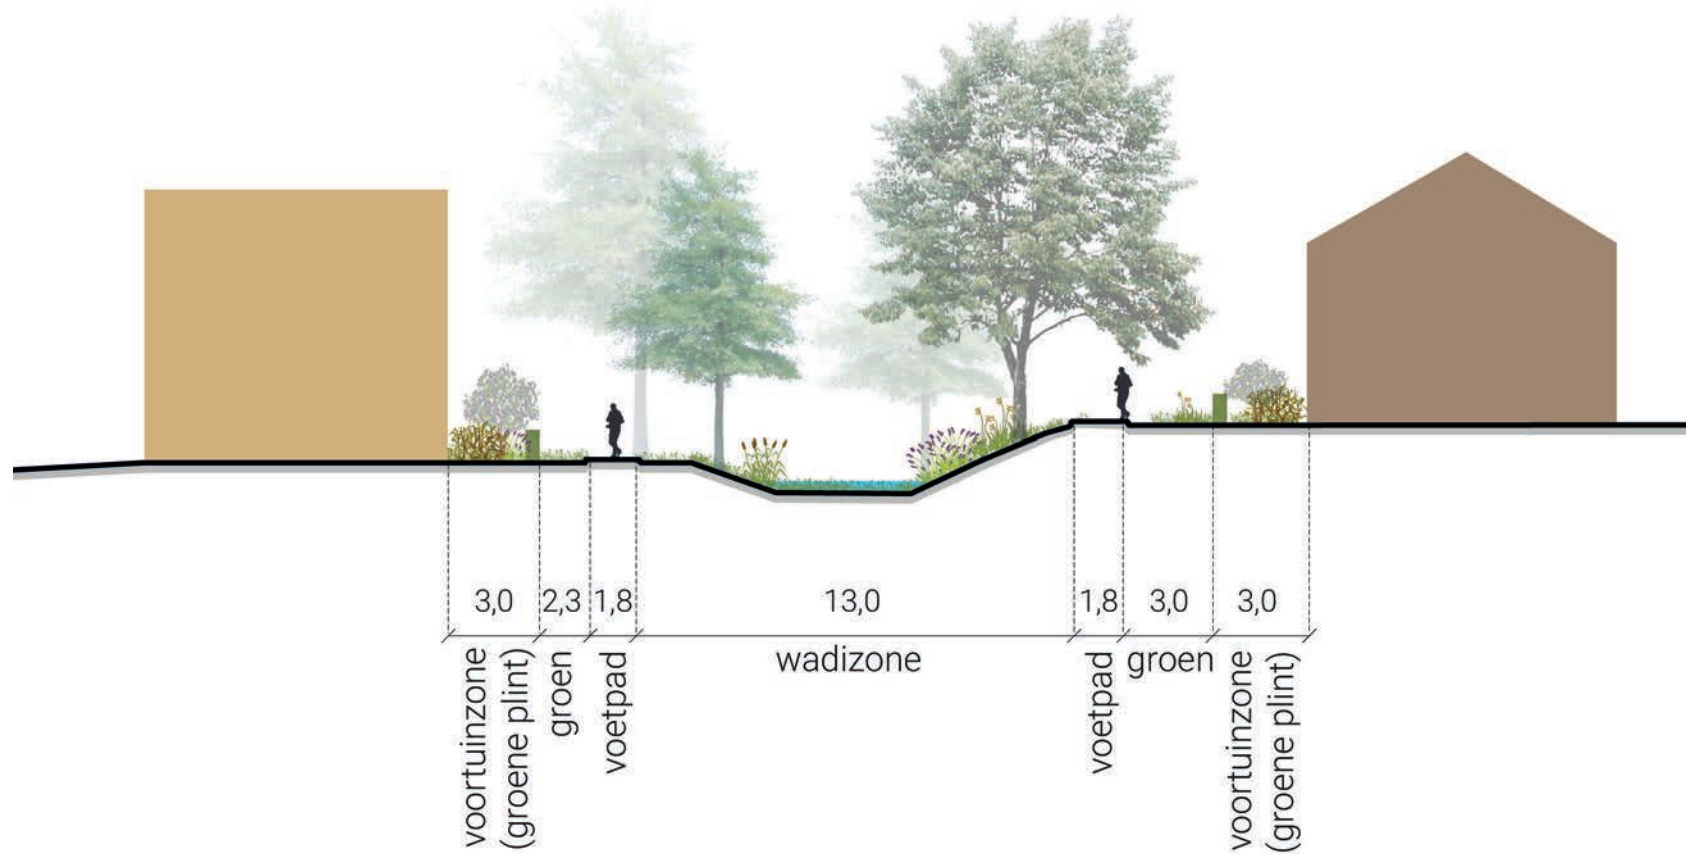 3,0
2,3
1,8
13,0
1,8
3,0
3,0
voortuinzone
(groene plint)
groen
voetpad
wadizone
voetpad
groen
voortuinzone
(groene plint)